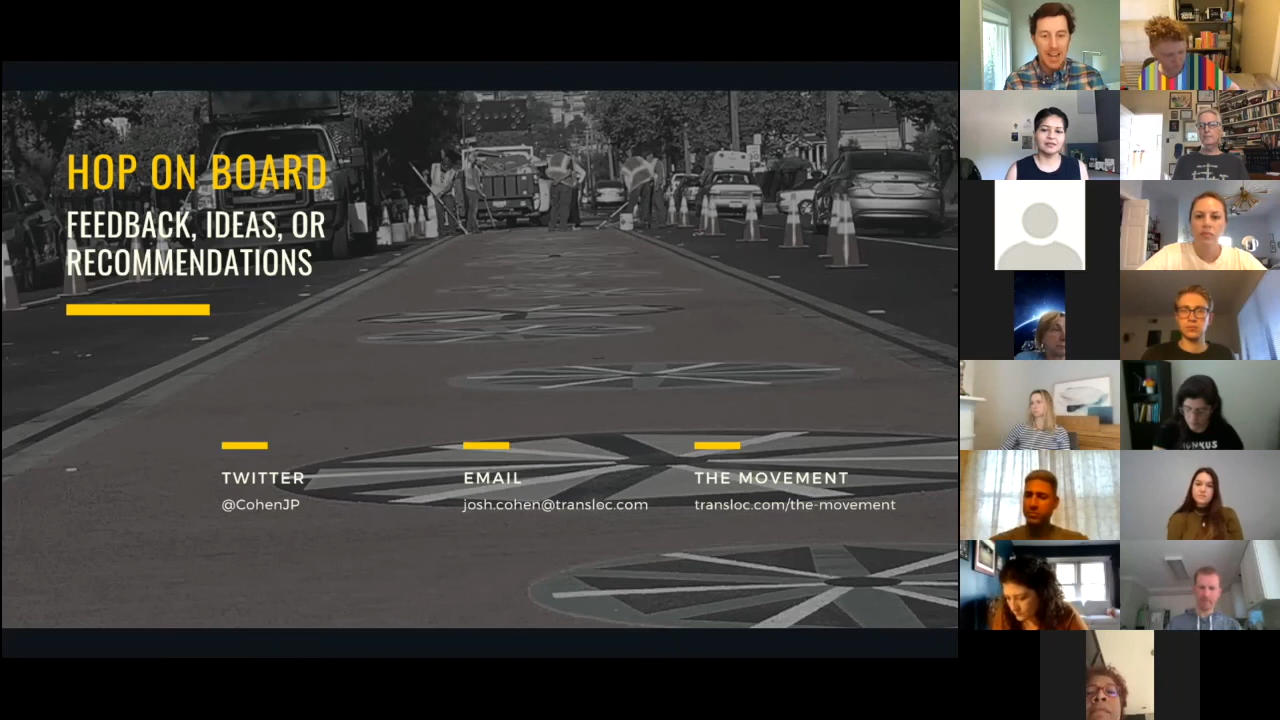 HOP ON BOARD
FEEDBACK, IDEAS, OR
RECOMMENDATIONS
TWITTER
@CohenJP
EMAIL
josh.cohen@transloc.com
THE MOVEMENT
transloc.com/the-movement